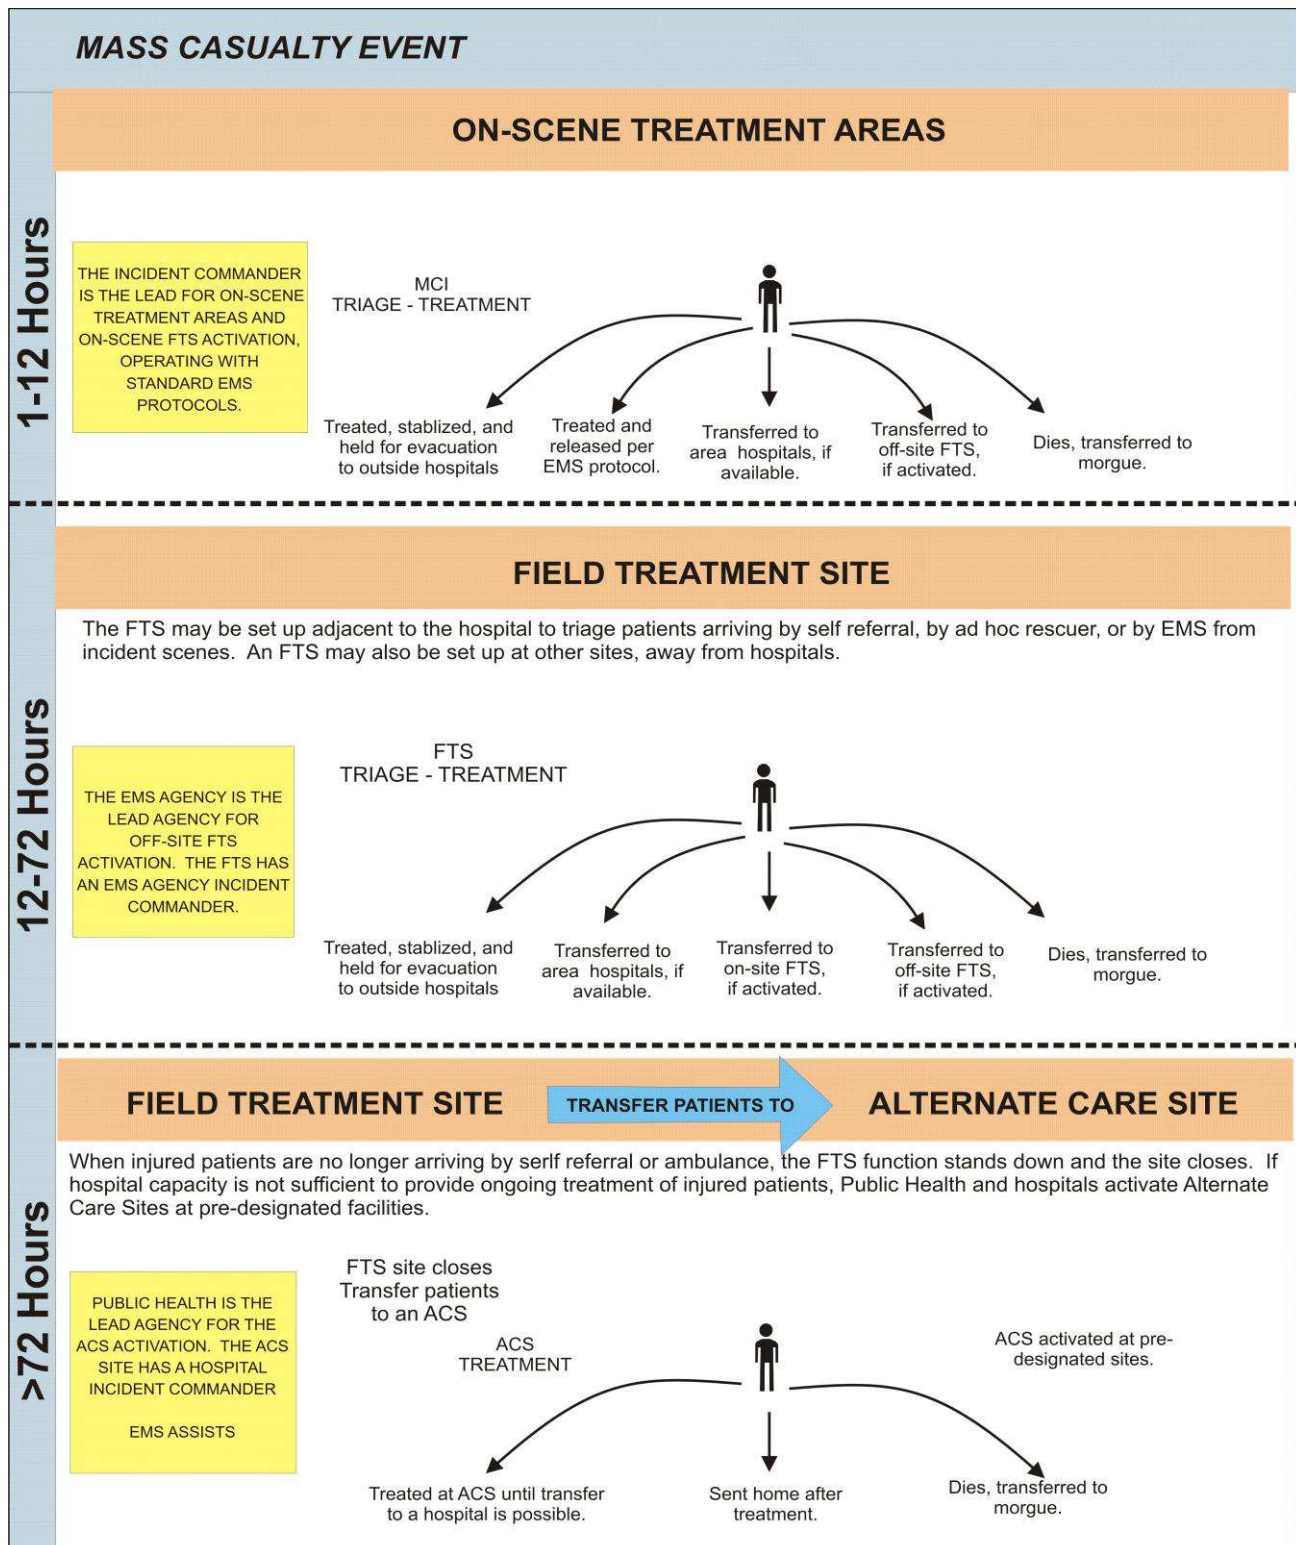 MASS CASUALTY EVENT
ON-SCENE TREATMENT AREAS
1-12 Hours
THE INCIDENT COMMANDER
IS THE LEAD FOR ON-SCENE
TREATMENT AREAS AND
ON-SCENE FTS ACTIVATION,
OPERATING WITH
STANDARD EMS
PROTOCOLS.
MCI
TRIAGE - TREATMENT
Treated, stablized, and
held for evacuation
to outside hospitals
Treated and
released per
EMS protocol.
Transferred to
area hospitals, if
available.
Transferred to
off-site FTS,
if activated.
Dies, transferred to
morgue.
FIELD TREATMENT SITE
12-72 Hours
The FTS may be set up adjacent to the hospital to triage patients arriving by self referral, by ad hoc rescuer, or by EMS from
incident scenes. An FTS may also be set up at other sites, away from hospitals.
THE EMS AGENCY IS THE
LEAD AGENCY FOR
OFF-SITE FTS
ACTIVATION. THE FTS HAS
AN EMS AGENCY INCIDENT
COMMANDER.
FTS
TRIAGE - TREATMENT
Treated, stablized, and
held for evacuation
to outside hospitals
Transferred to
area hospitals, if
available.
Transferred to
on-site FTS,
if activated.
Transferred to
off-site FTS,
if activated.
Dies, transferred to
morgue.
FIELD TREATMENT SITE
TRANSFER PATIENTS TO
ALTERNATE CARE SITE
>72 Hours
When injured patients are no longer arriving by serlf referral or ambulance, the FTS function stands down and the site closes. If
hospital capacity is not sufficient to provide ongoing treatment of injured patients, Public Health and hospitals activate Alternate
Care Sites at pre-designated facilities.
PUBLIC HEALTH IS THE
LEAD AGENCY FOR THE
ACS ACTIVATION. THE ACS
SITE HAS A HOSPITAL
INCIDENT COMMANDER
EMS ASSISTS
FTS site closes
Transfer patients
to an ACS
ACS
TREATMENT
ACS activated at pre-
designated sites.
Treated at ACS until transfer
to a hospital is possible.
Sent home after
treatment.
Dies, transferred to
morgue.